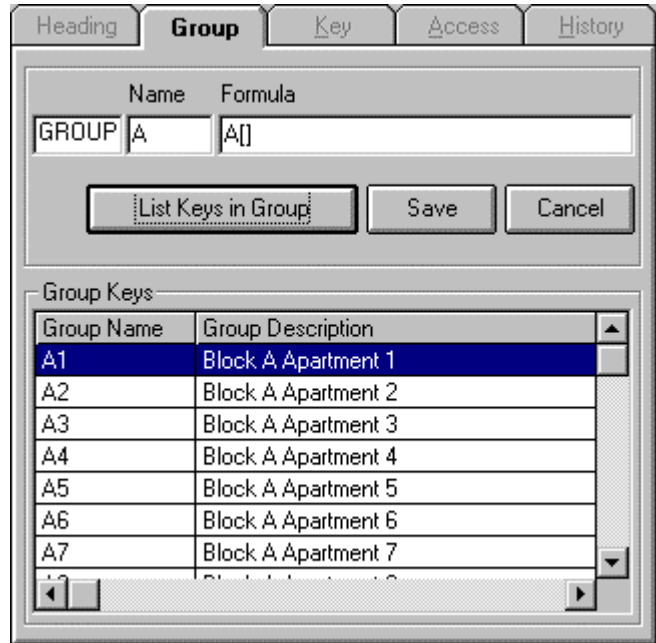 Heading Group Key Access History
Name Formula
GROUP A A[]
List Keys in Group Save Cancel
Group Keys
Group Name Group Description
A1 Block A Apartment 1
A2 Block A Apartment 2
A3 Block A Apartment 3
A4 Block A Apartment 4
A5 Block A Apartment 5
A6 Block A Apartment 6
A7 Block A Apartment 7